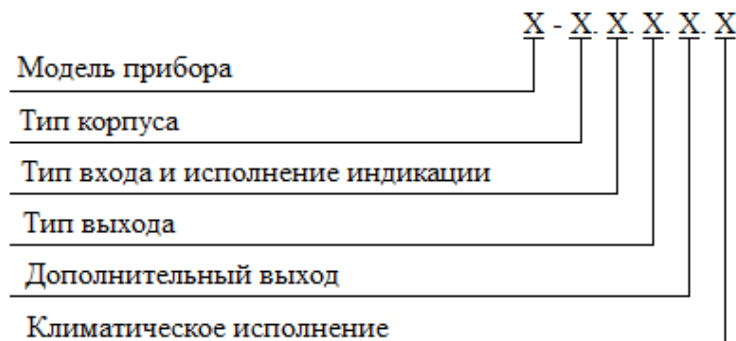 X - X. X. X. X. X
Модель прибора
Тип корпуса
Тип входа и исполнение индикации
Тип выхода
Дополнительный выход
Климатическое исполнение